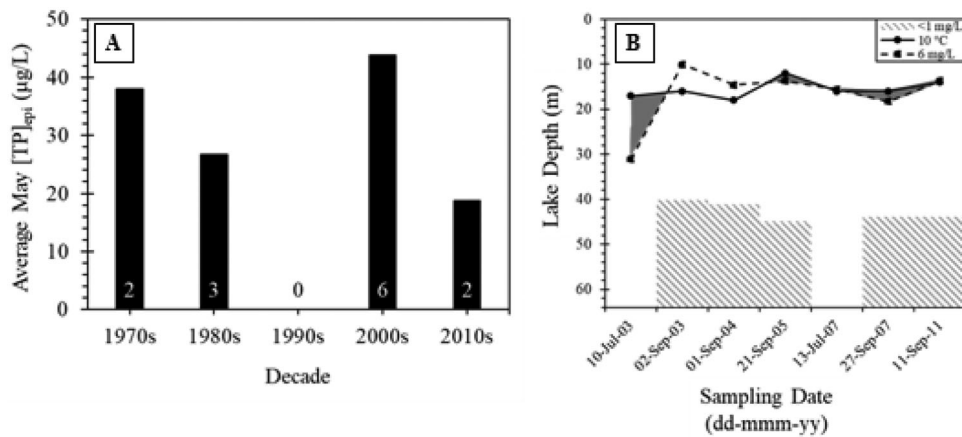 A
Average May [TP]epi (µg/L)
50
40
30
20
10
0
2
3
0
6
2
1970s
1980s
1990s
2000s
2010s
Decade
B
<1 mg/L
10 °C
6 mg/L
Lake Depth (m)
0
10
20
30
40
50
60
10-Jul-03
02-Sep-03
01-Sep-04
21-Sep-05
13-Jul-07
27-Sep-07
11-Sep-11
Sampling Date
(dd-mmm-yy)